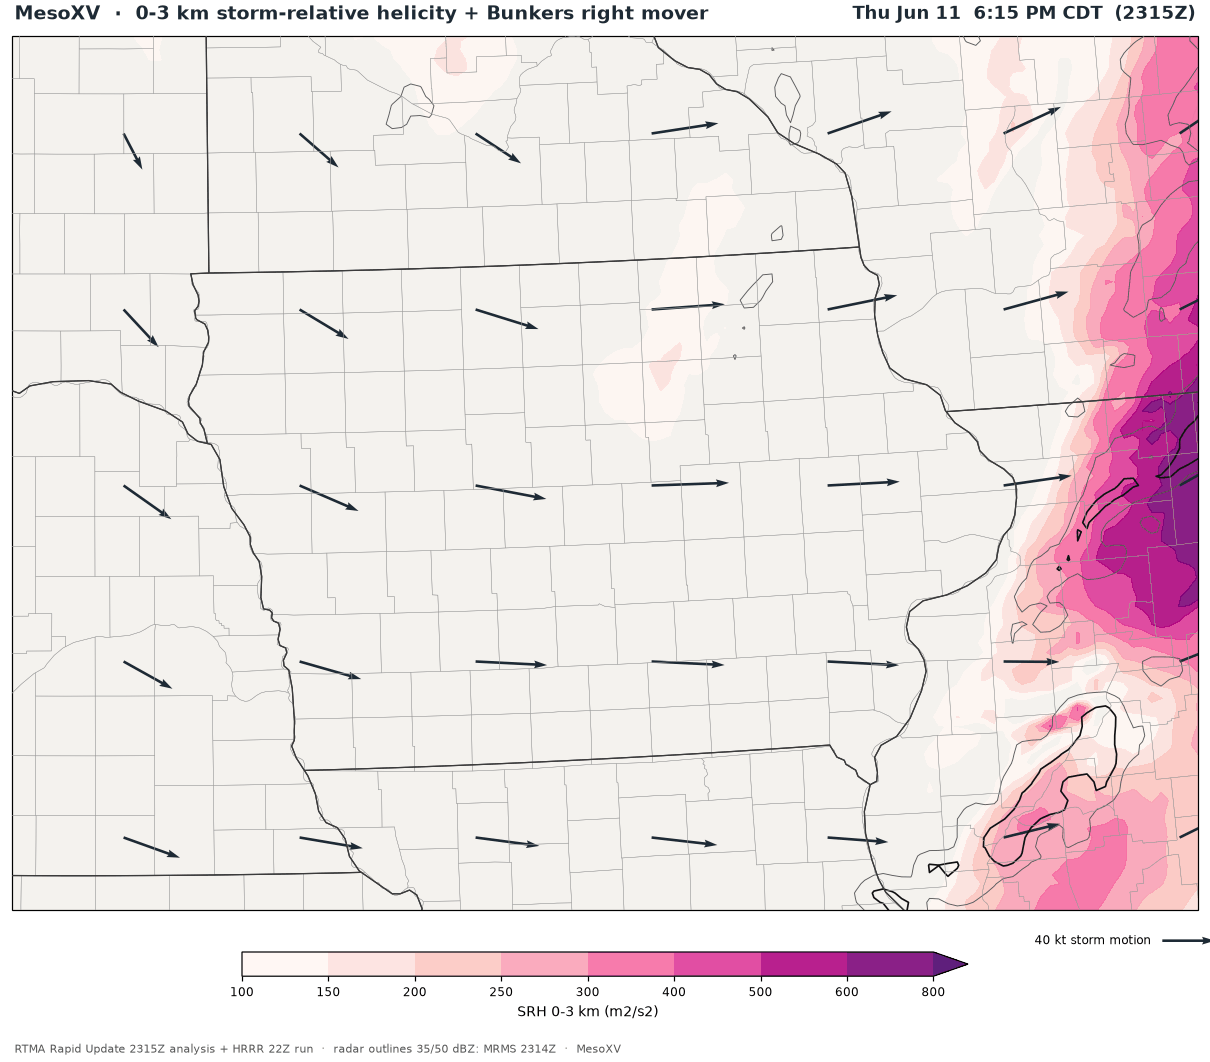 MesoXV · 0-3 km storm-relative helicity + Bunkers right mover
Thu Jun 11 6:15 PM CDT (2315Z)
40 kt storm motion
100 150 200 250 300 400 500 600 800
SRH 0-3 km (m2/s2)
RTMA Rapid Update 2315Z analysis + HRRR 22Z run · radar outlines 35/50 dBZ: MRMS 2314Z · MesoXV